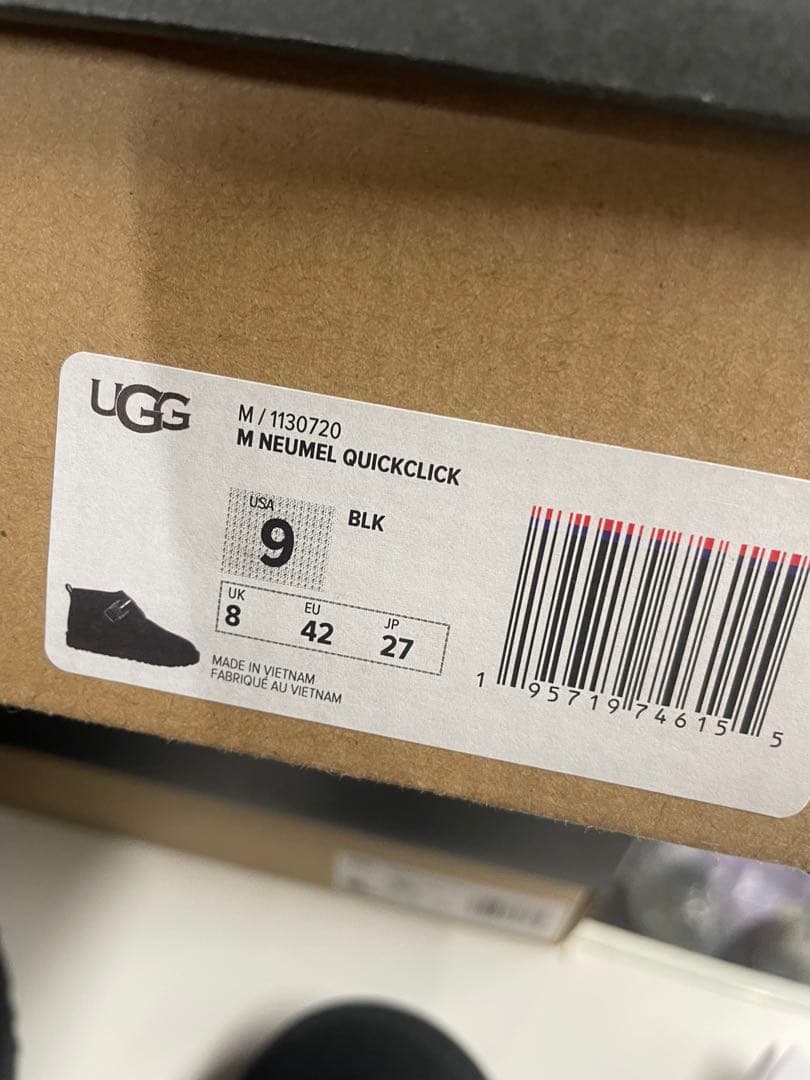 UGG
M / 1130720
M NEUMEL QUICKCLICK
USA
9
BLK
UK
8
EU
42
JP
27
MADE IN VIETNAM
FABRIQUÉ AU VIETNAM
1 95719 74615 5